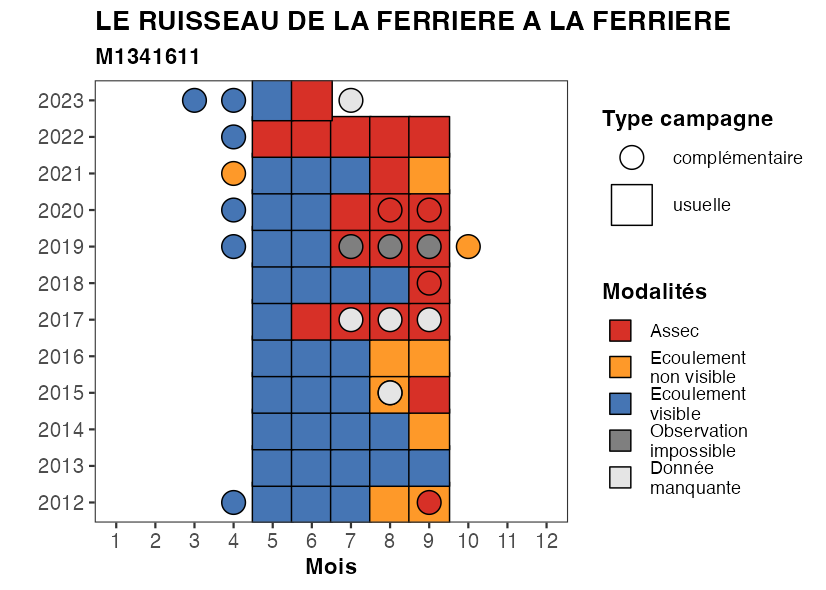 LE RUISSEAU DE LA FERRIERE A LA FERRIERE
M1341611
2023
2022
2021
2020
2019
2018
2017
2016
2015
2014
2013
2012
1 2 3 4 5 6 7 8 9 10 11 12
Mois
Type campagne
complémentaire
usuelle
Modalités
Assec
Ecoulement
non visible
Ecoulement
visible
Observation
impossible
Donnée
manquante